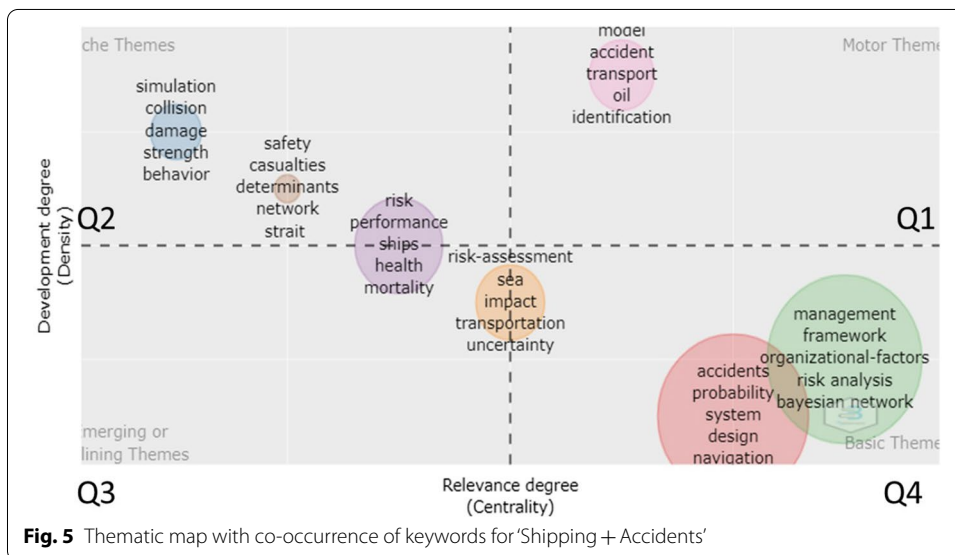 che Themes
Motor Theme
model
accident
transport
oil
identification
simulation
collision
damage
strength
behavior
safety
casualties
determinants
network
strait
Q2
Q1
risk
performance
ships
health
mortality
risk-assessment
sea
impact
transportation
uncertainty
management
framework
organizational-factors
risk analysis
bayesian network
accidents
probability
system
design
navigation
Development degree
(Density)
merging or
lining Themes
Basic Theme
Q3
Relevance degree
(Centrality)
Q4
Fig. 5 Thematic map with co-occurrence of keywords for 'Shipping + Accidents'